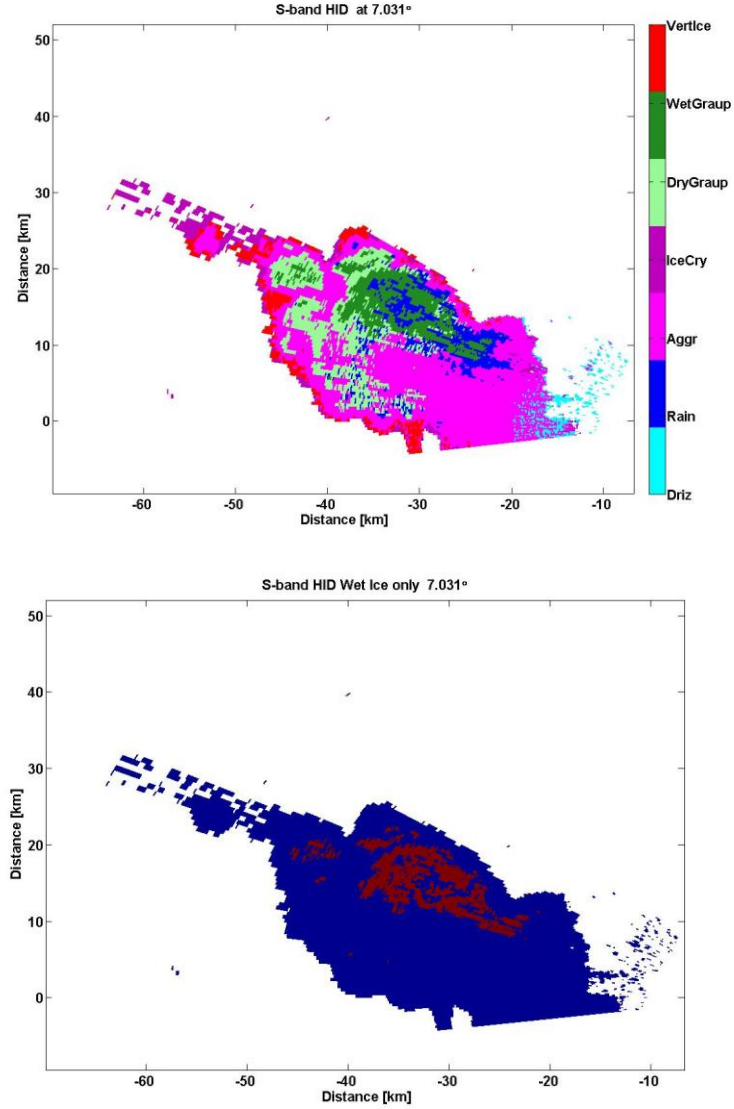 S-band HID at 7.031°
Distance [km]
50
40
30
20
10
0
-60
-50
-40
-30
-20
-10
Distance [km]
VertIce
WetGraup
DryGraup
IceCry
Aggr
Rain
Driz
S-band HID Wet Ice only 7.031°
Distance [km]
50
40
30
20
10
0
-60
-50
-40
-30
-20
-10
Distance [km]